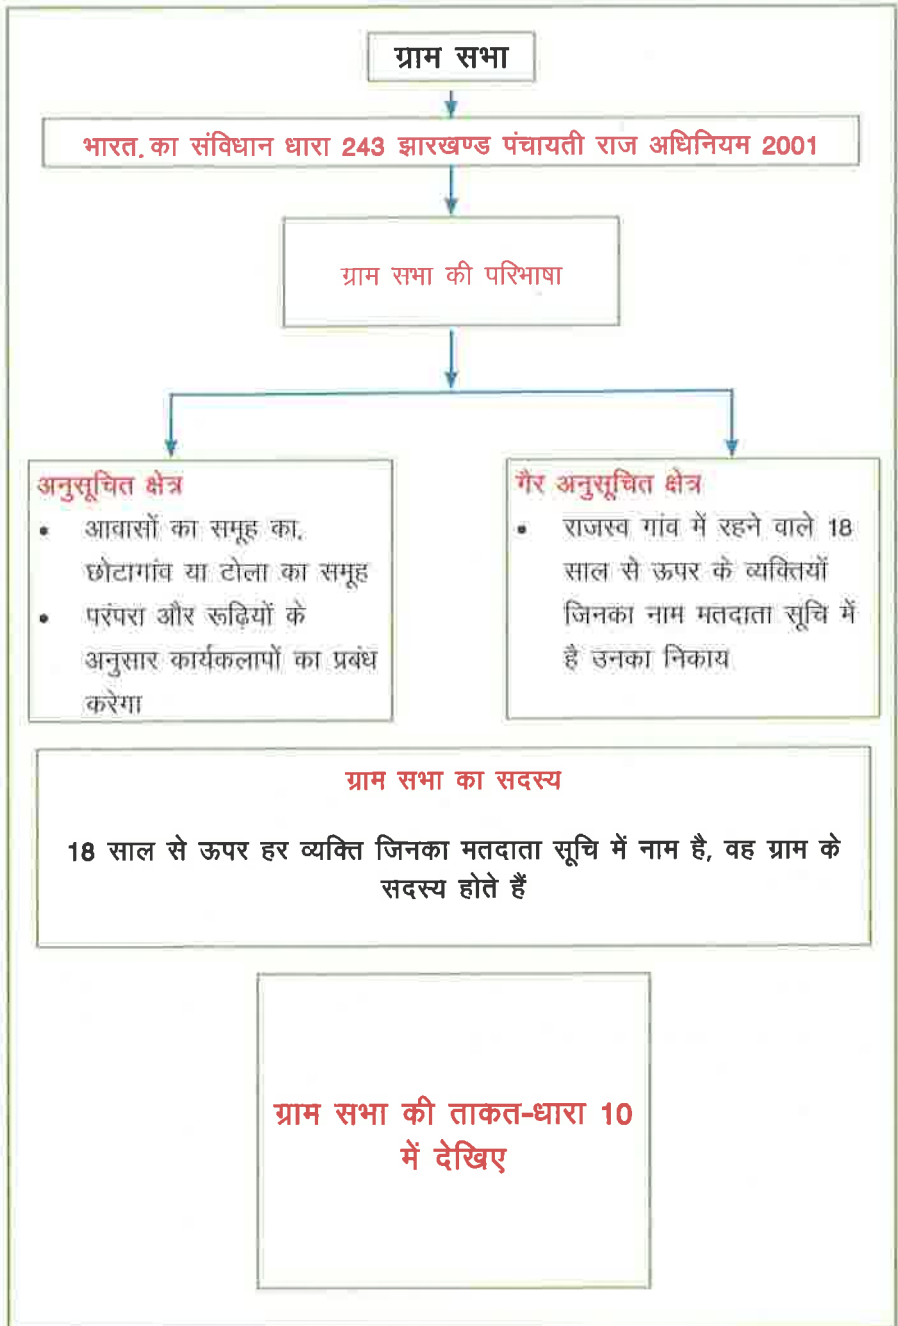 ग्राम सभा
भारत. का संविधान धारा 243 झारखण्ड पंचायती राज अधिनियम 2001
ग्राम सभा की परिभाषा
अनुसूचित क्षेत्र
• आवासों का समूह का,
छोटागांव या टोला का समूह
• परंपरा और रूढ़ियों के
अनुसार कार्यकलापों का प्रबंध
करेगा
गैर अनुसूचित क्षेत्र
• राजस्व गांव में रहने वाले 18
साल से ऊपर के व्यक्तियों
जिनका नाम मतदाता सूचि में
है उनका निकाय
ग्राम सभा का सदस्य
18 साल से ऊपर हर व्यक्ति जिनका मतदाता सूचि में नाम है, वह ग्राम के
सदस्य होते हैं
ग्राम सभा की ताकत-धारा 10
में देखिए